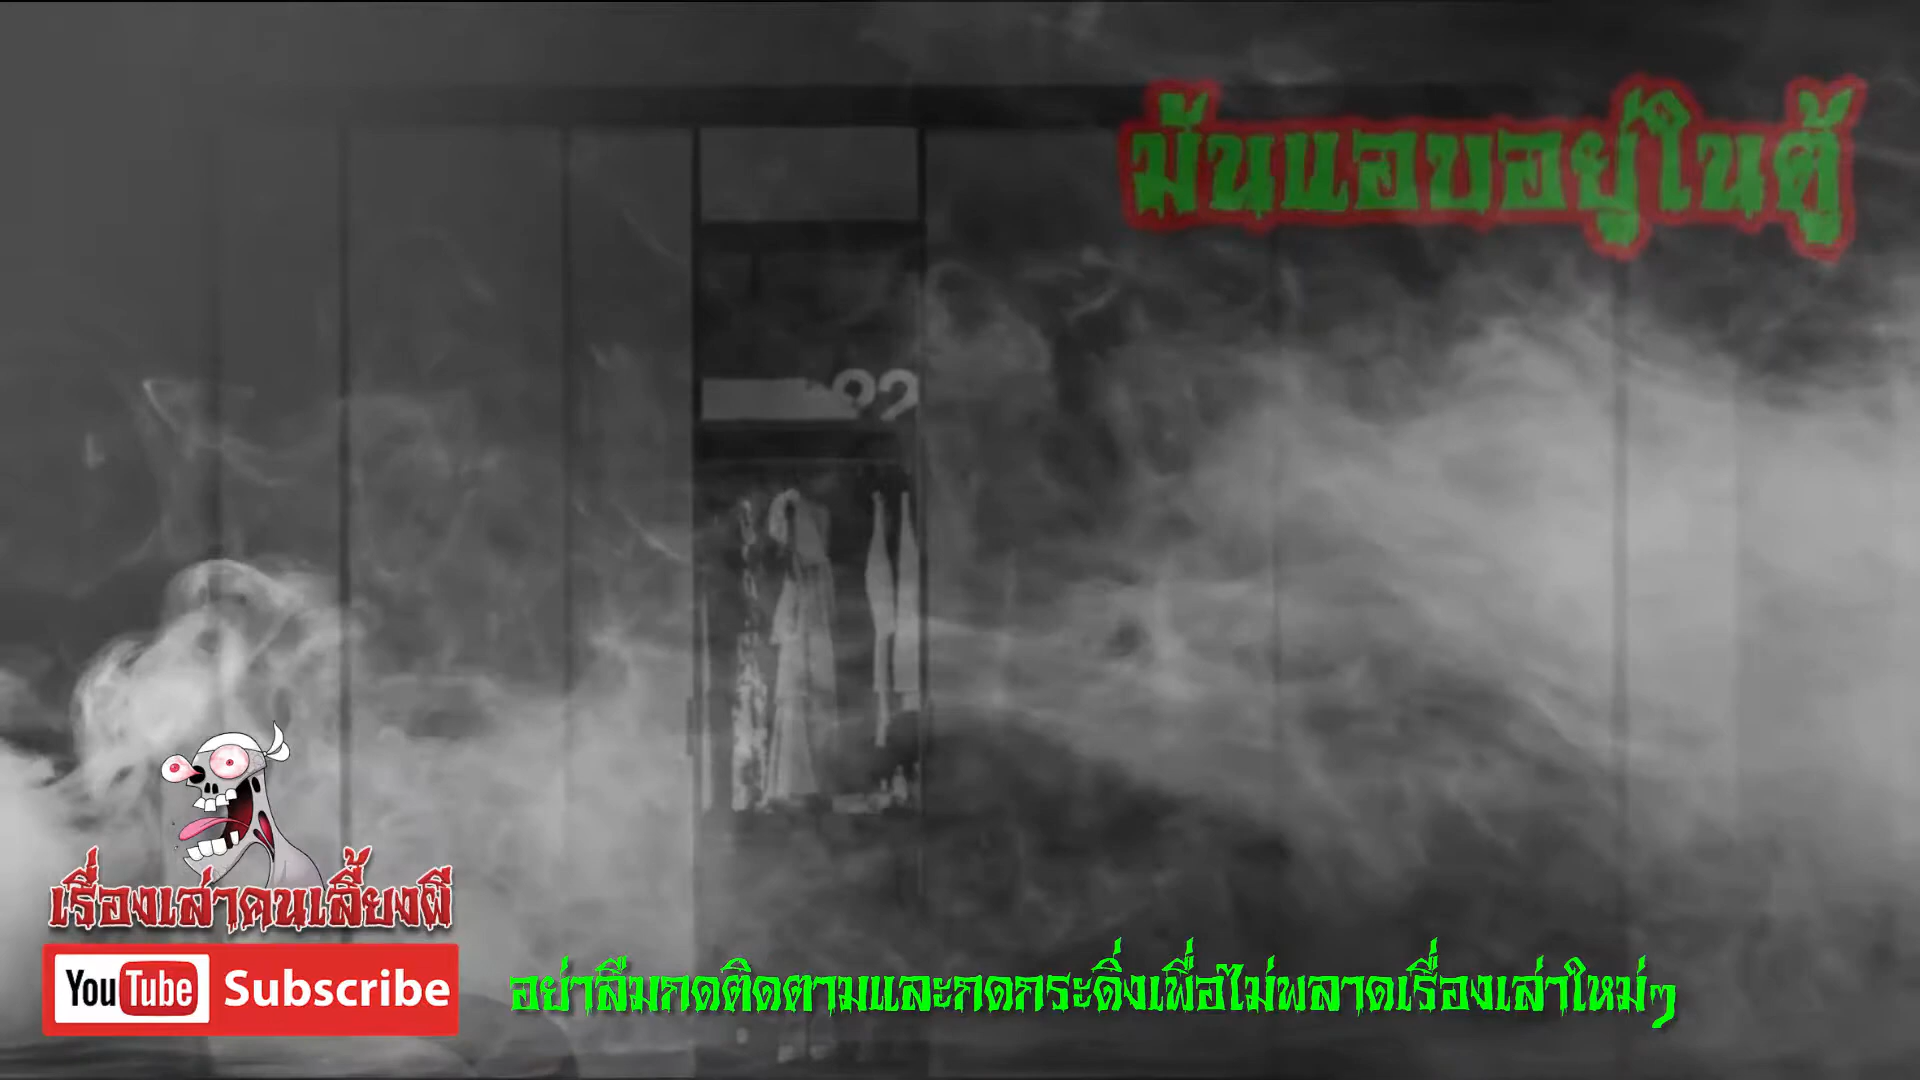 มันแอบอยู่ในตู้
92
เรื่องเล่าคนเลี้ยงผี
YouTube Subscribe
อย่าลืมกดติดตามและกดกระดิ่งเพื่อไม่พลาดเรื่องเล่าใหม่ๆ